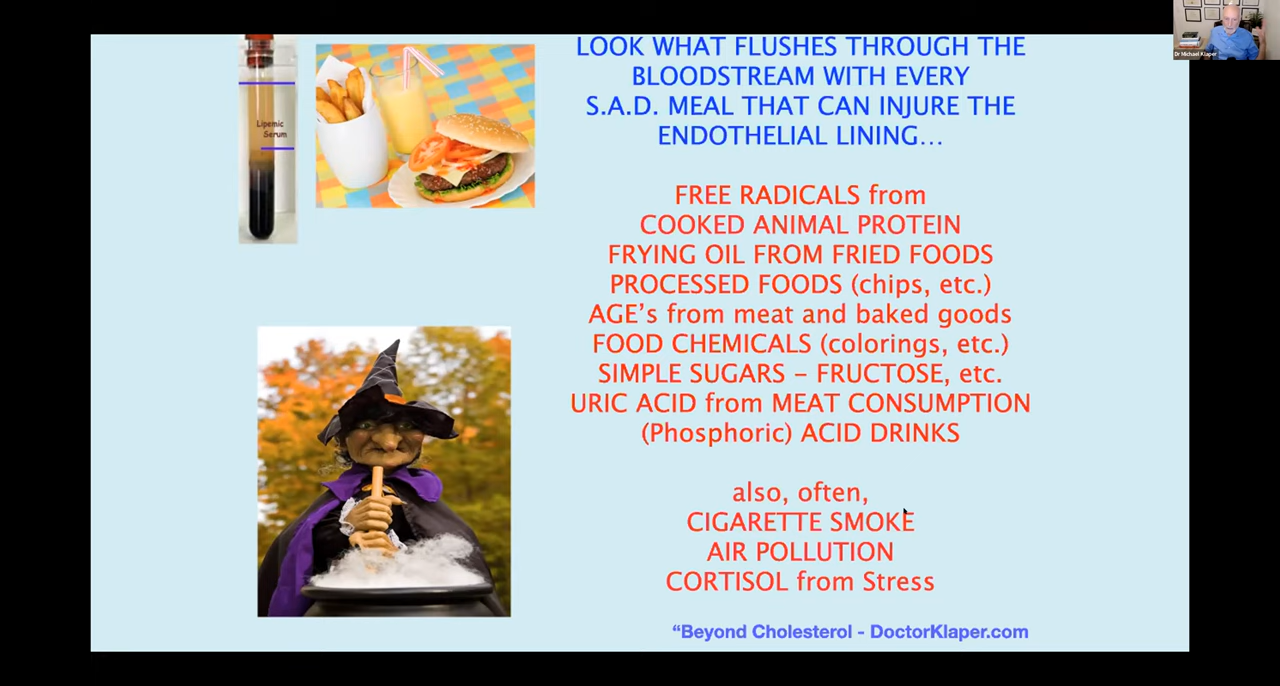 Dr Michael Klaper
LOOK WHAT FLUSHES THROUGH THE
BLOODSTREAM WITH EVERY
S.A.D. MEAL THAT CAN INJURE THE
ENDOTHELIAL LINING…
Lipemic
Serum
FREE RADICALS from
COOKED ANIMAL PROTEIN
FRYING OIL FROM FRIED FOODS
PROCESSED FOODS (chips, etc.)
AGE’s from meat and baked goods
FOOD CHEMICALS (colorings, etc.)
SIMPLE SUGARS – FRUCTOSE, etc.
URIC ACID from MEAT CONSUMPTION
(Phosphoric) ACID DRINKS
also, often,
CIGARETTE SMOKE
AIR POLLUTION
CORTISOL from Stress
“Beyond Cholesterol - DoctorKlaper.com